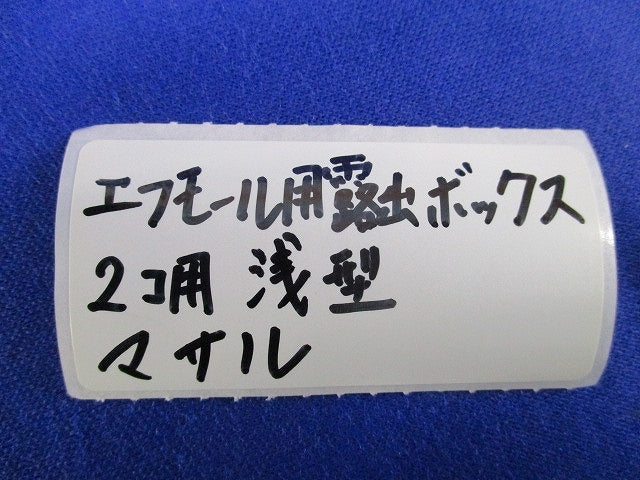 エフモール用露出ボックス
2コ用 浅型
マサル